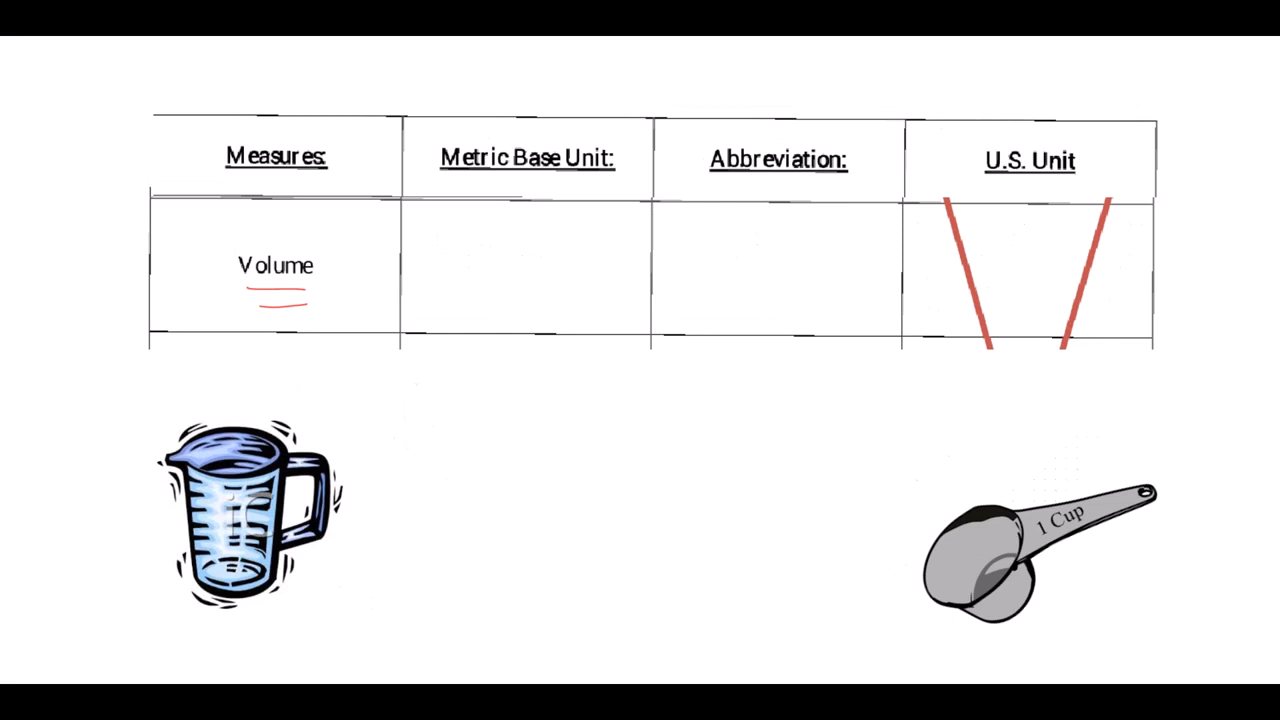 Measures:
Metric Base Unit:
Abbreviation:
U.S. Unit
Volume
1 Cup